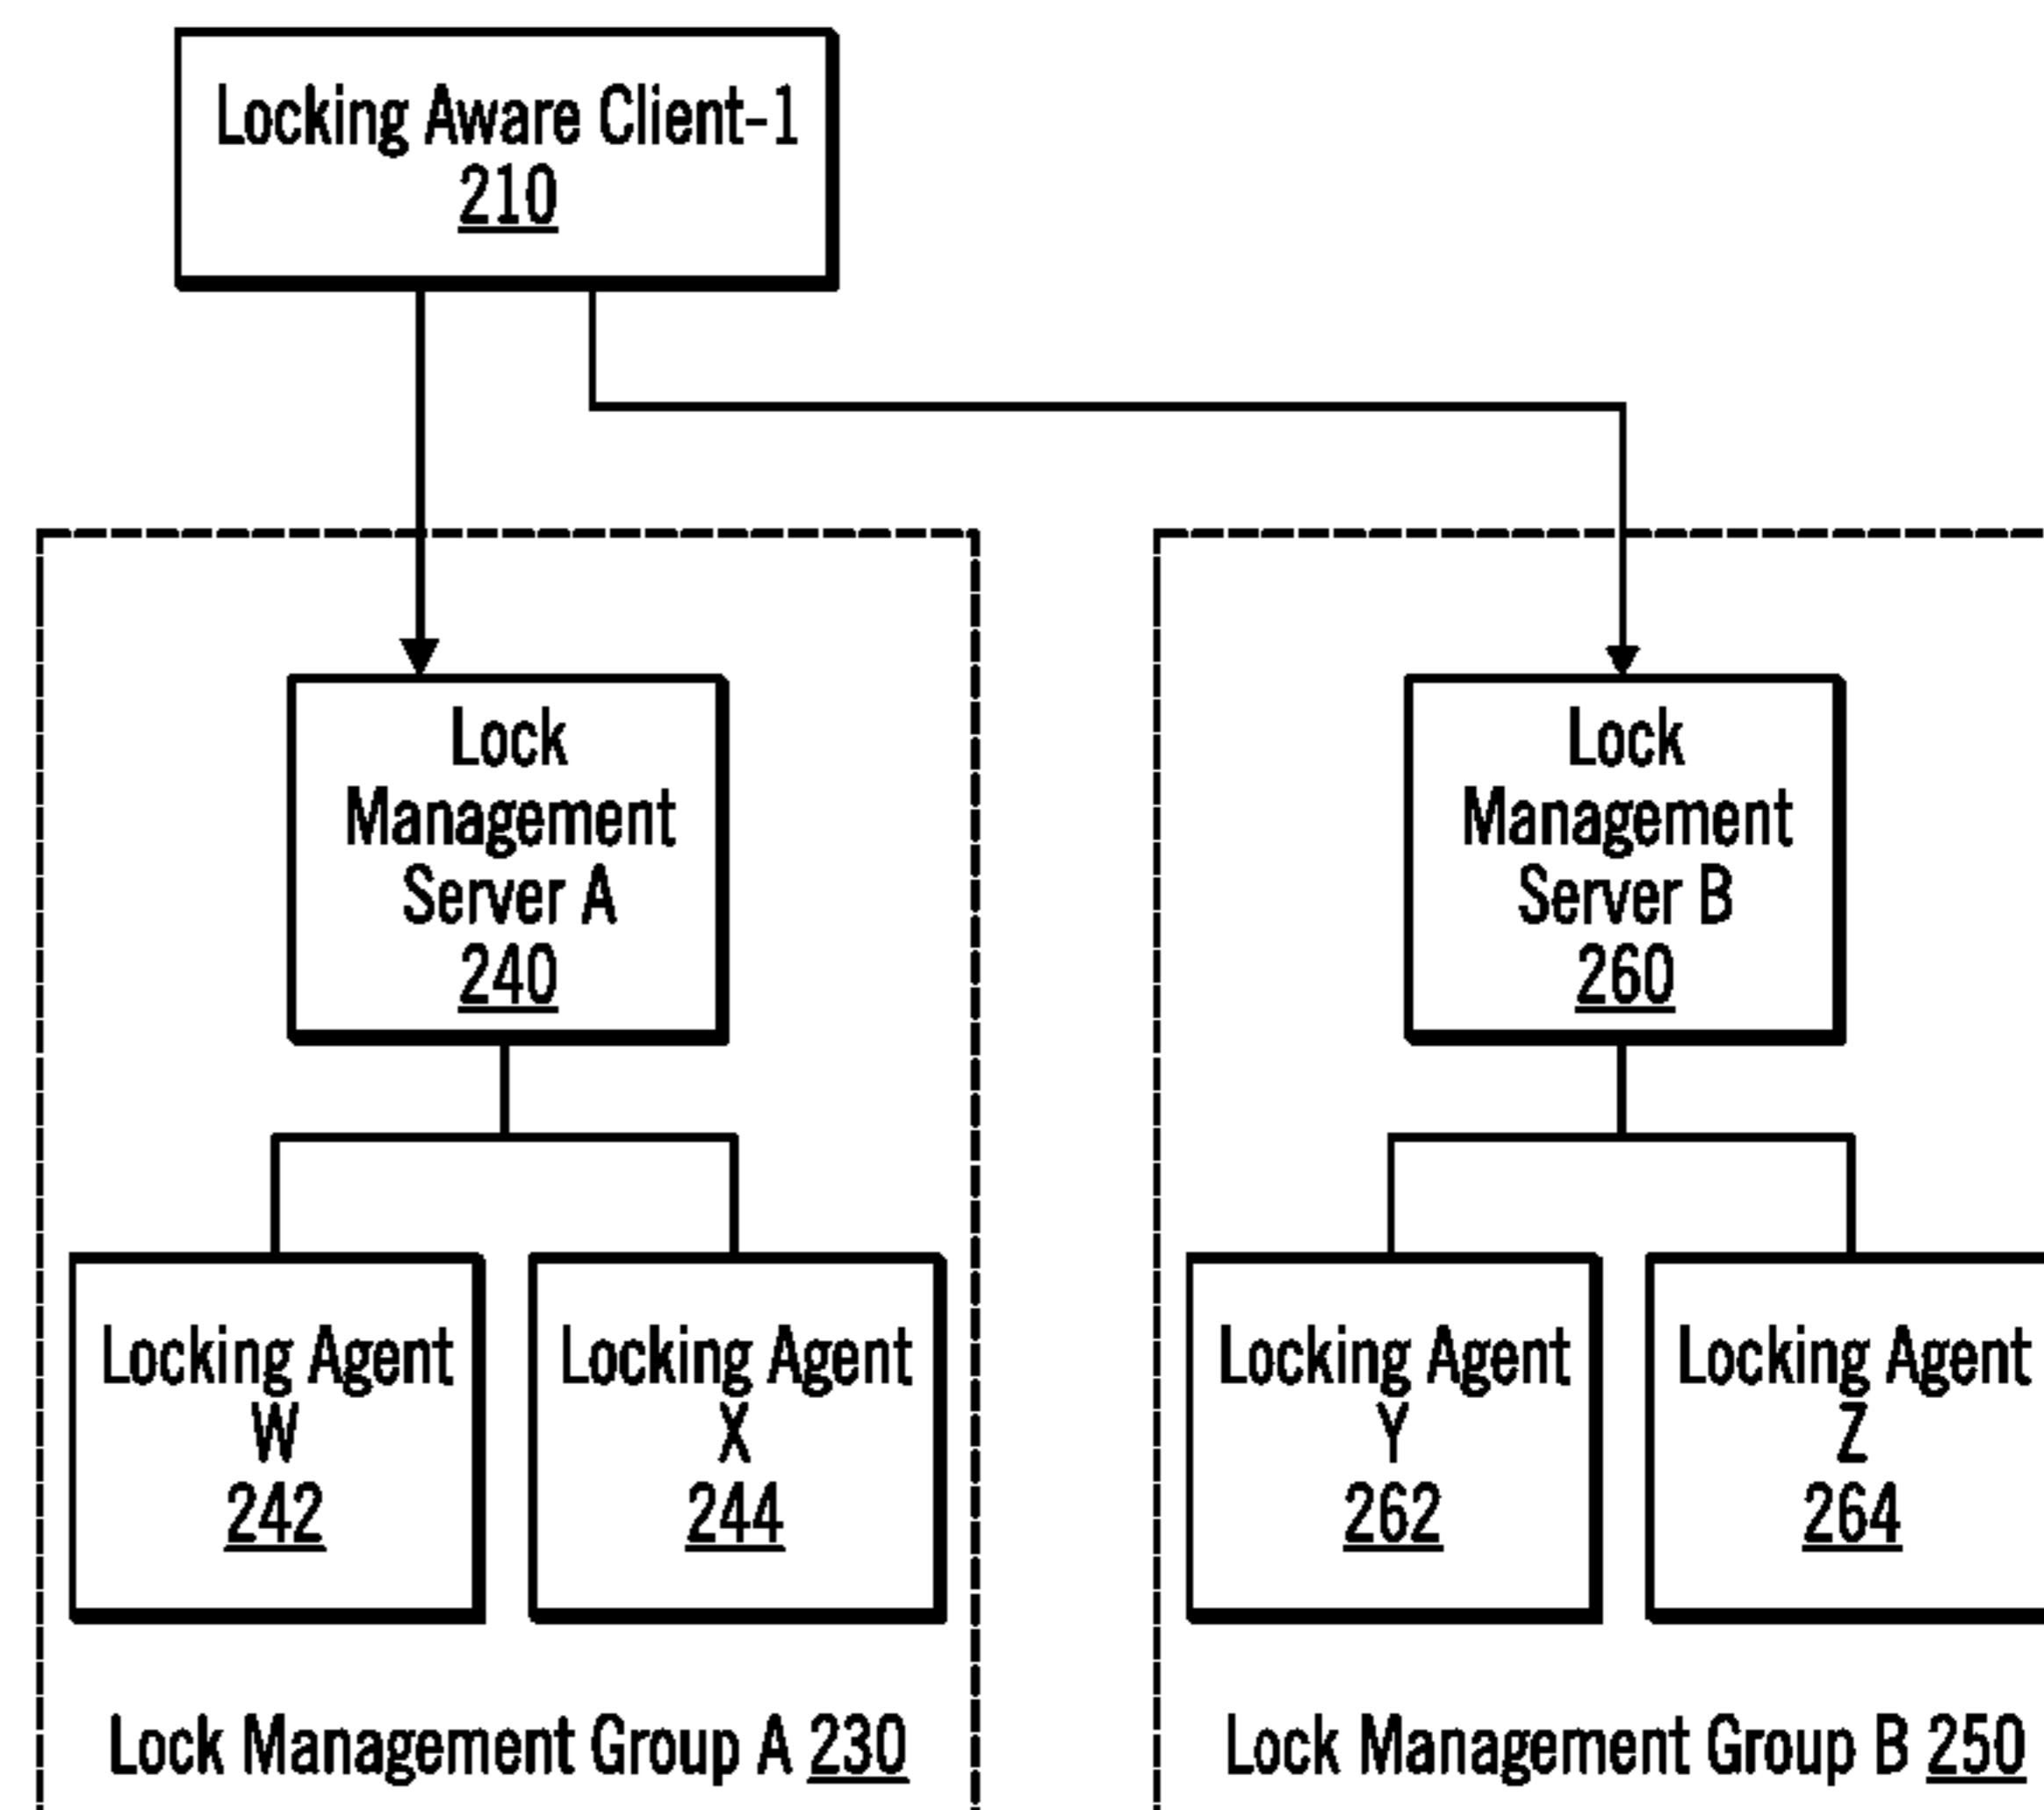 Locking Aware Client-1
210
Lock
Management
Server A
240
Lock
Management
Server B
260
Locking Agent
W
242
Locking Agent
X
244
Locking Agent
Y
262
Locking Agent
Z
264
Lock Management Group A 230
Lock Management Group B 250